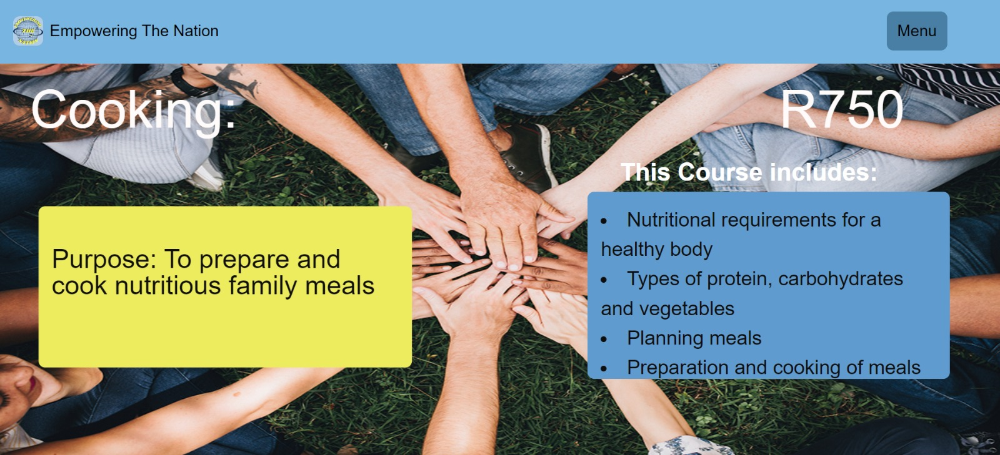 Empowering The Nation
Menu
Cooking:
R750
This Course includes:
Purpose: To prepare and
cook nutritious family meals
• Nutritional requirements for a
healthy body
• Types of protein, carbohydrates
and vegetables
• Planning meals
• Preparation and cooking of meals